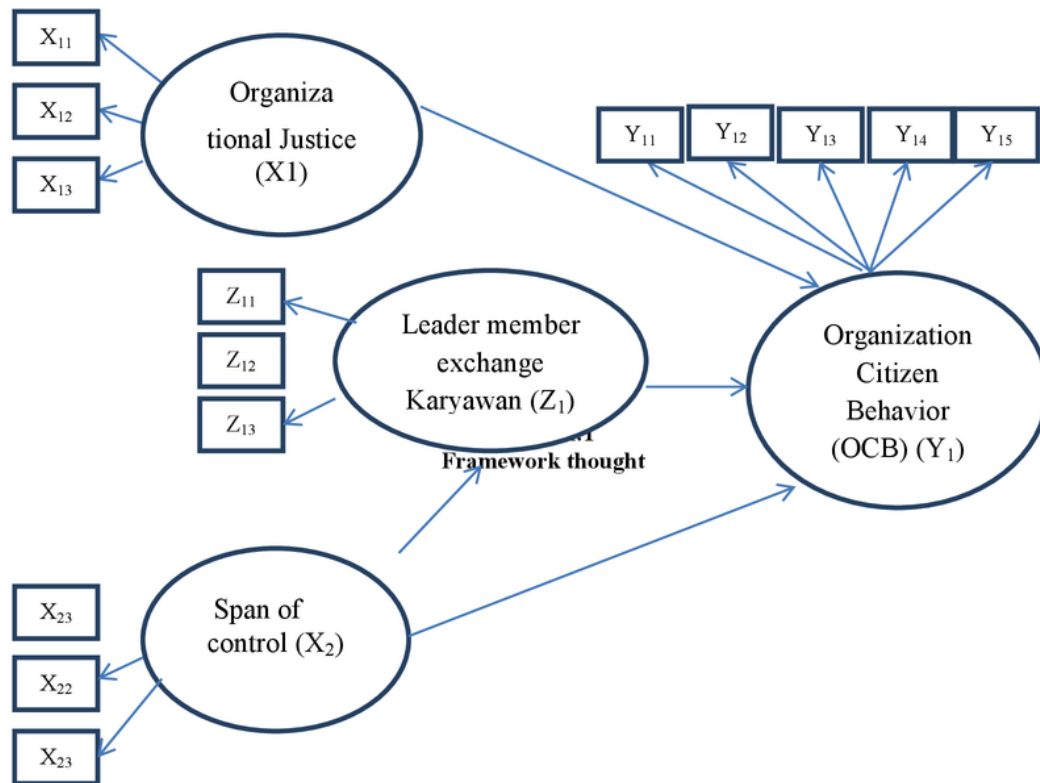 X11
X12
X13
Organiza
tional Justice
(X1)
Y11
Y12
Y13
Y14
Y15
Z11
Z12
Z13
Leader member
exchange
Karyawan (Z1)
Framework thought
Organization
Citizen
Behavior
(OCB) (Y1)
X23
X22
X23
Span of
control (X2)